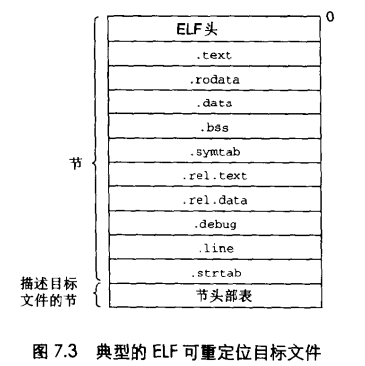 0
ELF头
.text
.rodata
.data
.bss
节
.symtab
.rel.text
.rel.data
.debug
.line
.strtab
描述目标
文件的节
节头部表
图 7.3 典型的 ELF 可重定位目标文件